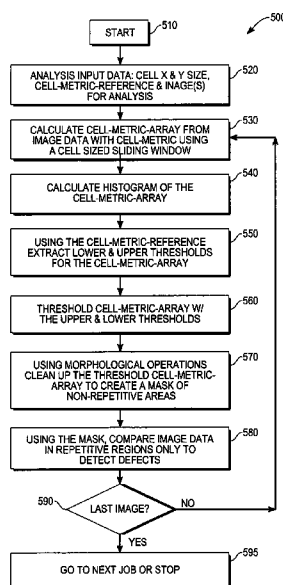 500
START
510
ANALYSIS INPUT DATA: CELL X & Y SIZE,
CELL-METRIC-REFERENCE & INAGE(S)
FOR ANALYSIS
520
CALCULATE CELL-METRIC-ARRAY FROM
IMAGE DATA WITH CELL-METRIC USING
A CELL SIZED SLIDING WINDOW
530
CALCULATE HISTOGRAM OF THE
CELL-METRIC-ARRAY
540
USING THE CELL-METRIC-REFERENCE
EXTRACT LOWER & UPPER THRESHOLDS
FOR THE CELL-METRIC-ARRAY
550
THRESHOLD CELL-METRIC-ARRAY W/
THE UPPER & LOWER THRESHOLDS
560
USING MORPHOLOGICAL OPERATIONS
CLEAN UP THE THRESHOLD CELL-METRIC-
ARRAY TO CREATE A MASK OF
NON-REPETITIVE AREAS
570
USING THE MASK, COMPARE IMAGE DATA
IN REPETITIVE REGIONS ONLY TO
DETECT DEFECTS
580
590
LAST IMAGE?
NO
YES
GO TO NEXT JOB OR STOP
595